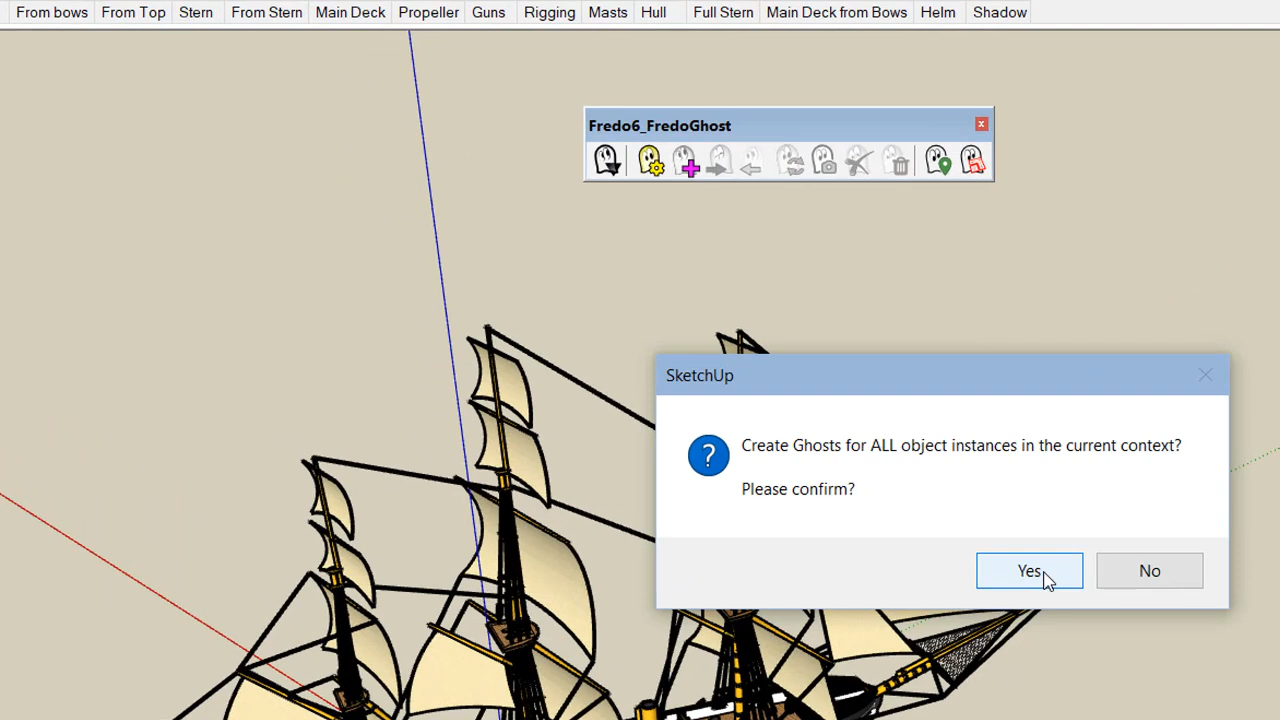 From bows From Top Stern From Stern Main Deck Propeller Guns Rigging Masts Hull Full Stern Main Deck from Bows Helm Shadow
Fredo6_FredoGhost
SketchUp
Create Ghosts for ALL object instances in the current context?
Please confirm?
Yes No